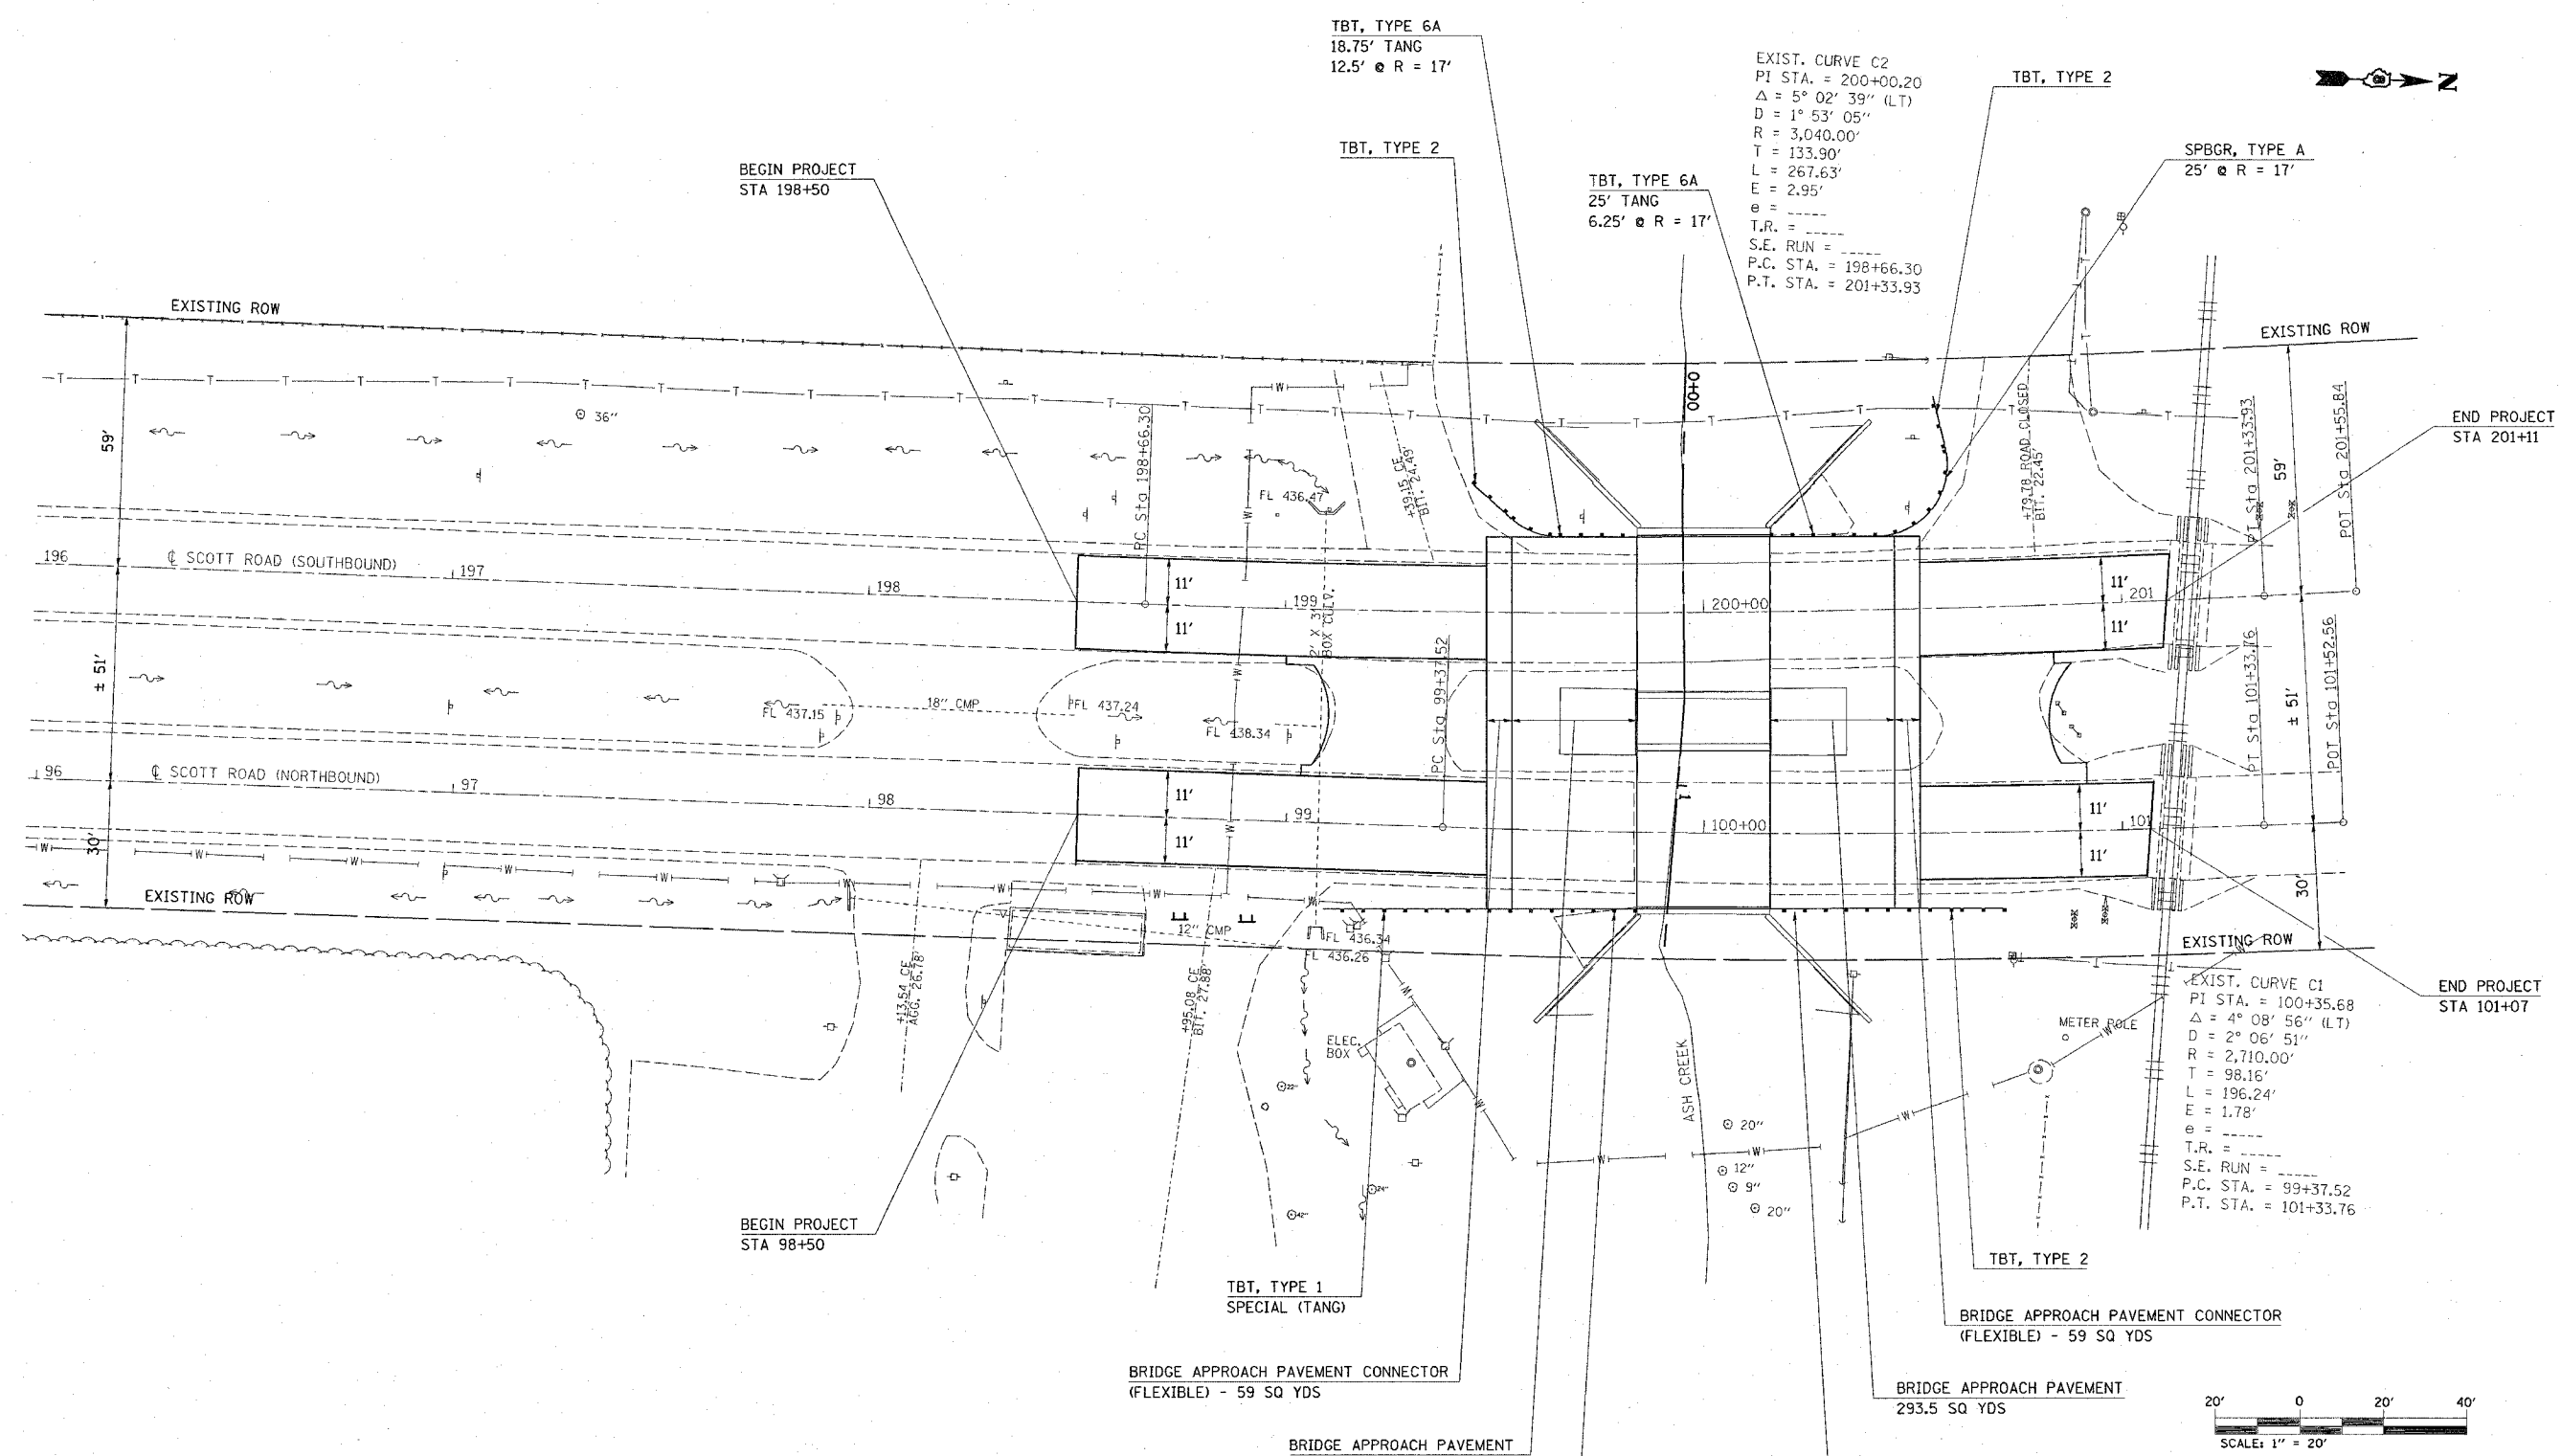 TBT, TYPE 6A
18.75' TANG
12.5' @ R = 17'
TBT, TYPE 2
BEGIN PROJECT
STA 198+50
TBT, TYPE 6A
25' TANG
6.25' @ R = 17'
EXIST. CURVE C2
PI STA. = 200+00.20
Δ = 5° 02' 39" (LT)
D = 1° 53' 05"
R = 3,040.00'
T = 133.90'
L = 267.63'
E = 2.95'
e = -----
T.R. = -----
S.E. RUN = -----
P.C. STA. = 198+66.30
P.T. STA. = 201+33.93
TBT, TYPE 2
SPBGR, TYPE A
25' @ R = 17'
N
EXISTING ROW
EXISTING ROW
END PROJECT
STA 201+11
59'
36"
PC Sta 198+66.30
FL 436.47
+39.15 CE
BIT. 24.49'
0+00
+79.78 ROAD CLOSED
BIT. 22.45'
PT Sta 201+33.93
59'
POT Sta 201+55.84
196
℄ SCOTT ROAD (SOUTHBOUND)
197
198
11'
11'
199
2' X 3'
BOX CULV.
200+00
11'
11'
201
± 51'
FL 437.15
18" CMP
FL 437.24
FL 438.34
PC Sta 99+37.52
PT Sta 101+33.76
± 51'
POT Sta 101+52.56
96
℄ SCOTT ROAD (NORTHBOUND)
97
98
11'
11'
99
1
100+00
11'
11'
101
30'
30'
EXISTING ROW
12" CMP
FL 436.34
FL 436.26
EXISTING ROW
+13.54 CE
AGG. 26.78'
+95.08 CE
BIT. 27.88'
ELEC.
BOX
22"
24"
42"
ASH CREEK
20"
12"
9"
20"
METER POLE
END PROJECT
STA 101+07
EXIST. CURVE C1
PI STA. = 100+35.68
Δ = 4° 08' 56" (LT)
D = 2° 06' 51"
R = 2,710.00'
T = 98.16'
L = 196.24'
E = 1.78'
e = -----
T.R. = -----
S.E. RUN = -----
P.C. STA. = 99+37.52
P.T. STA. = 101+33.76
BEGIN PROJECT
STA 98+50
TBT, TYPE 1
SPECIAL (TANG)
TBT, TYPE 2
BRIDGE APPROACH PAVEMENT CONNECTOR
(FLEXIBLE) - 59 SQ YDS
BRIDGE APPROACH PAVEMENT CONNECTOR
(FLEXIBLE) - 59 SQ YDS
BRIDGE APPROACH PAVEMENT
293.5 SQ YDS
BRIDGE APPROACH PAVEMENT
20' 0 20' 40'
SCALE: 1" = 20'